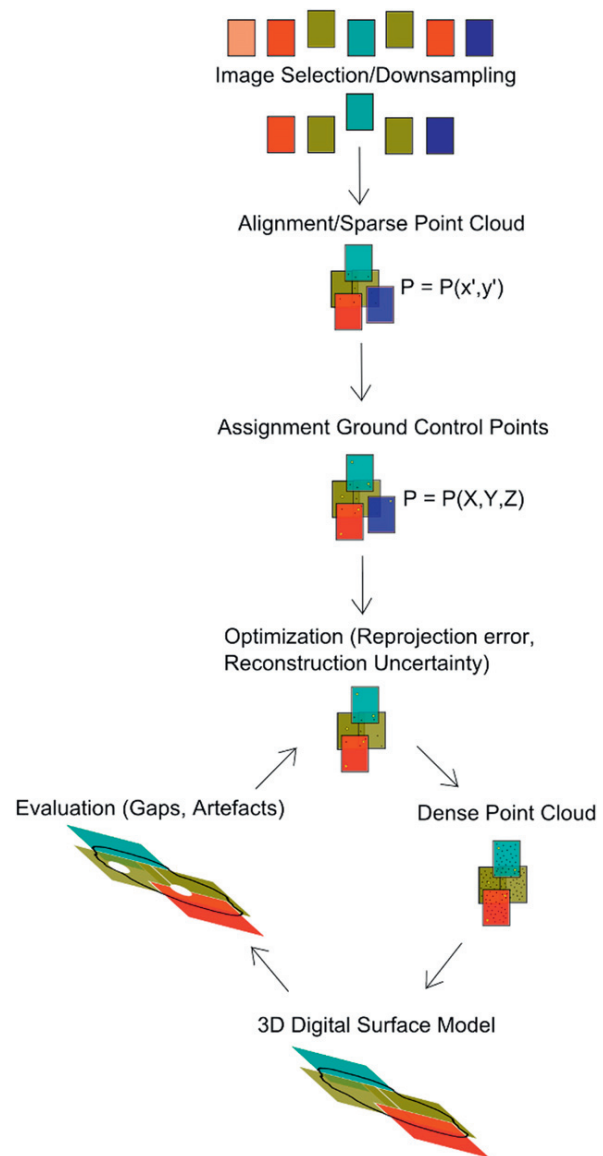 Image Selection/Downsampling
Alignment/Sparse Point Cloud
P = P(x',y')
Assignment Ground Control Points
P = P(X,Y,Z)
Optimization (Reprojection error,
Reconstruction Uncertainty)
Evaluation (Gaps, Artefacts)
Dense Point Cloud
3D Digital Surface Model